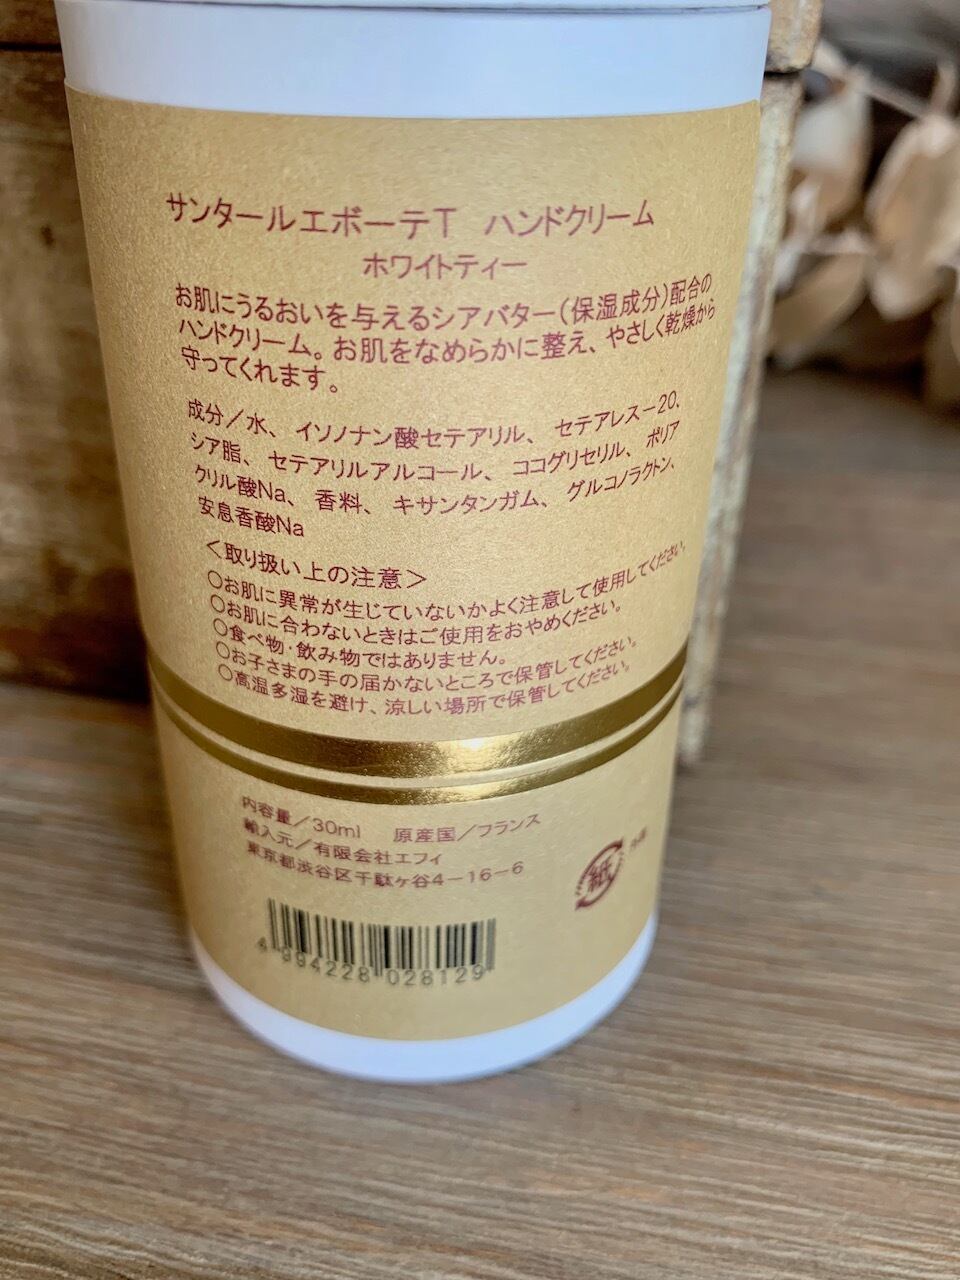 サンタールエボーテT　ハンドクリーム
ホワイトティー
お肌にうるおいを与えるシアバター(保湿成分)配合の
ハンドクリーム。お肌をなめらかに整え、やさしく乾燥から
守ってくれます。
成分／水、イソノナン酸セテアリル、セテアレス－20、
シア脂、セテアリルアルコール、ココグリセリル、ポリア
クリル酸Na、香料、キサンタンガム、グルコノラクトン、
安息香酸Na
＜取り扱い上の注意＞
○お肌に異常が生じていないかよく注意して使用してください。
○お肌に合わないときはご使用をおやめください。
○食べ物・飲み物ではありません。
○お子さまの手の届かないところで保管してください。
○高温多湿を避け、涼しい場所で保管してください。
内容量／30ml　原産国／フランス
輸入元／有限会社エフィ
東京都渋谷区千駄ヶ谷4－16－6
紙
4 994228 028129